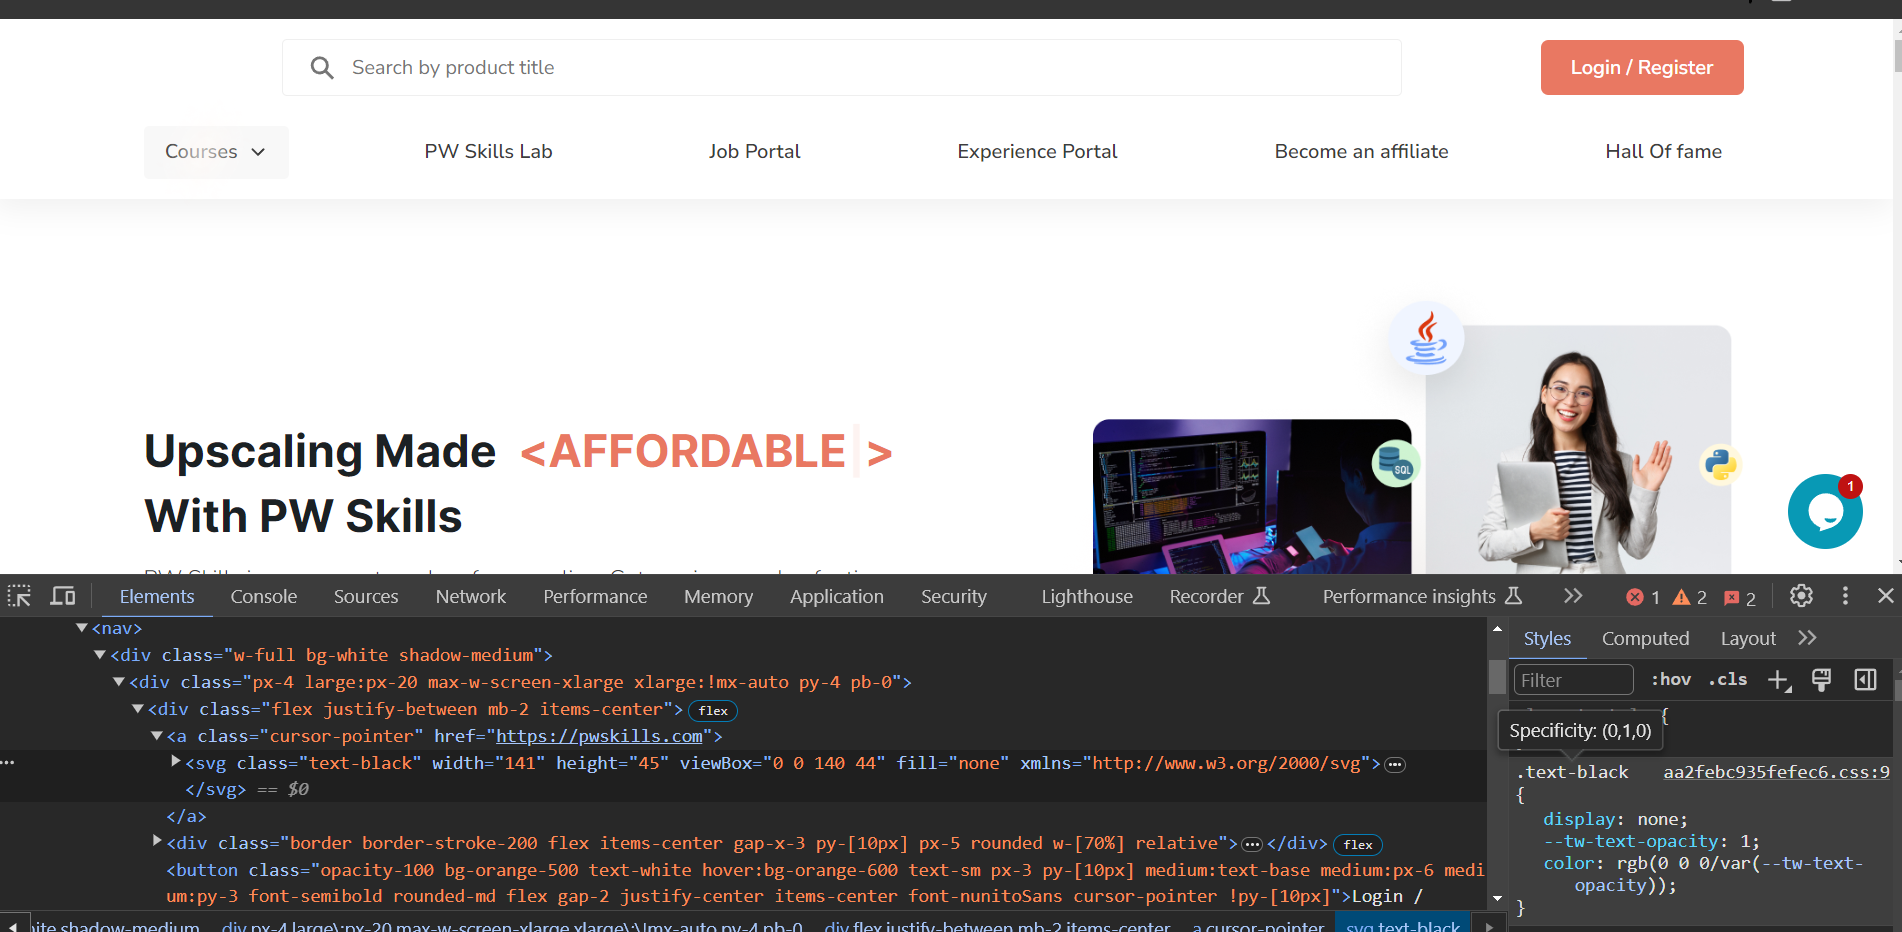 Search by product title
Login / Register
Courses
PW Skills Lab
Job Portal
Experience Portal
Become an affiliate
Hall Of fame
Upscaling Made <AFFORDABLE >
With PW Skills
SQL
1
Elements Console Sources Network Performance Memory Application Security Lighthouse Recorder Performance insights 1 2 2
<nav>
<div class="w-full bg-white shadow-medium">
<div class="px-4 large:px-20 max-w-screen-xlarge xlarge:!mx-auto py-4 pb-0">
<div class="flex justify-between mb-2 items-center"> flex
<a class="cursor-pointer" href="https://pwskills.com">
<svg class="text-black" width="141" height="45" viewBox="0 0 140 44" fill="none" xmlns="http://www.w3.org/2000/svg">…
</svg> == $0
</a>
<div class="border border-stroke-200 flex items-center gap-x-3 py-[10px] px-5 rounded w-[70%] relative">…</div> flex
<button class="opacity-100 bg-orange-500 text-white hover:bg-orange-600 text-sm px-3 py-[10px] medium:text-base medium:px-6 medi
um:py-3 font-semibold rounded-md flex gap-2 justify-center items-center font-nunitoSans cursor-pointer !py-[10px]">Login /
ite.shadow-medium div.px-4.large\:px-20.max-w-screen-xlarge.xlarge\:\!mx-auto.py-4.pb-0 div.flex.justify-between.mb-2.items-center a.cursor-pointer svg.text-black
Styles Computed Layout
Filter :hov .cls
{
Specificity: (0,1,0)
.text-black aa2febc935fefec6.css:9
{
display: none;
--tw-text-opacity: 1;
color: rgb(0 0 0/var(--tw-text-
opacity));
}